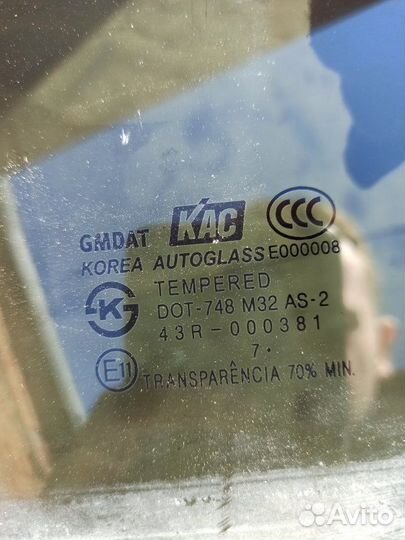 GMDAT KAC CCC
KOREA AUTOGLASS E000008
TEMPERED
DOT-748 M32 AS-2
43R-000381
7.
E11 TRANSPARÊNCIA 70% MIN.
Avito